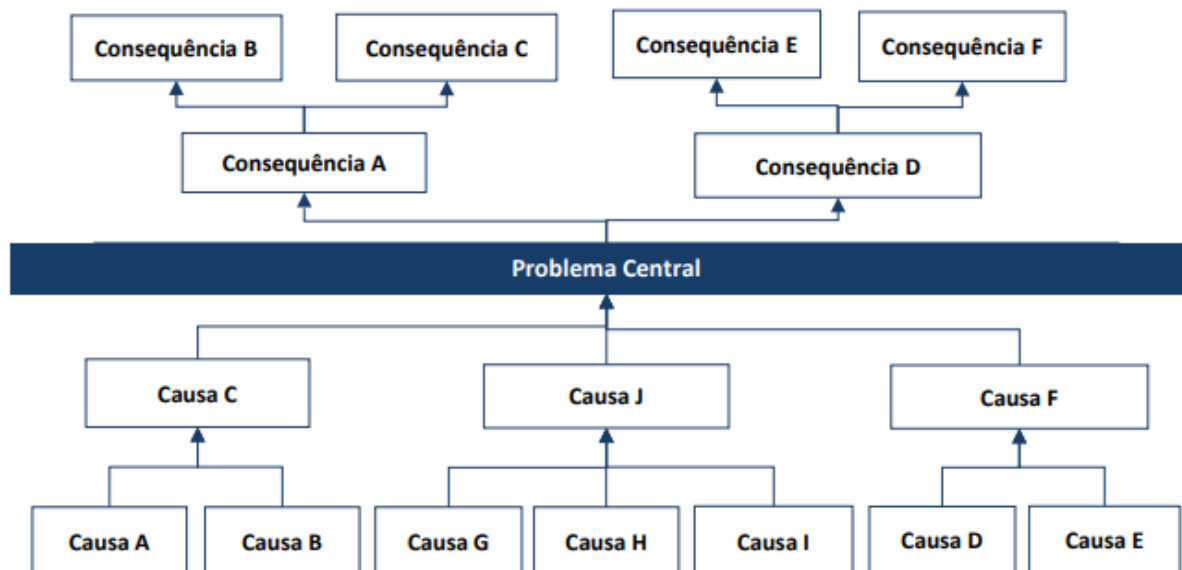 Consequência B
Consequência C
Consequência E
Consequência F
Consequência A
Consequência D
Problema Central
Causa C
Causa J
Causa F
Causa A
Causa B
Causa G
Causa H
Causa I
Causa D
Causa E